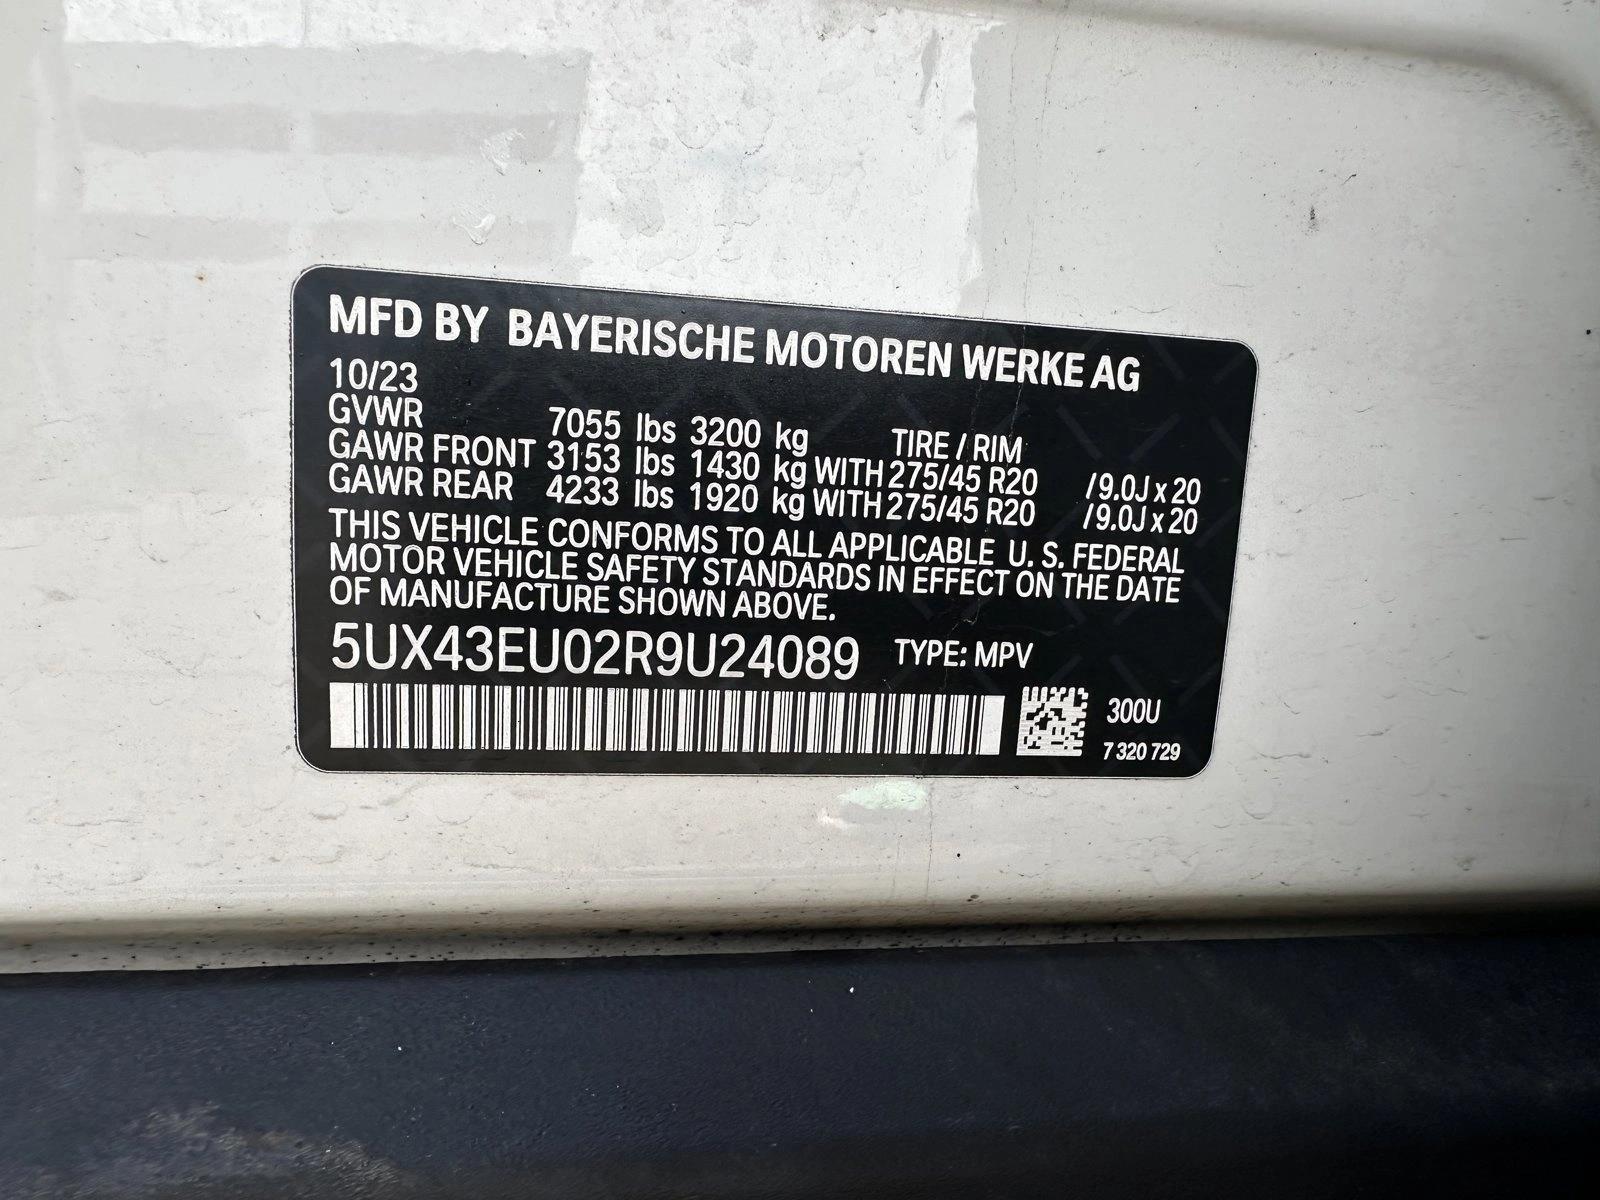 MFD BY BAYERISCHE MOTOREN WERKE AG
10/23
GVWR 7055 lbs 3200 kg TIRE / RIM
GAWR FRONT 3153 lbs 1430 kg WITH 275/45 R20 /9.0J x 20
GAWR REAR 4233 lbs 1920 kg WITH 275/45 R20 /9.0J x 20
THIS VEHICLE CONFORMS TO ALL APPLICABLE U. S. FEDERAL
MOTOR VEHICLE SAFETY STANDARDS IN EFFECT ON THE DATE
OF MANUFACTURE SHOWN ABOVE.
5UX43EU02R9U24089 TYPE: MPV
300U
7 320 729